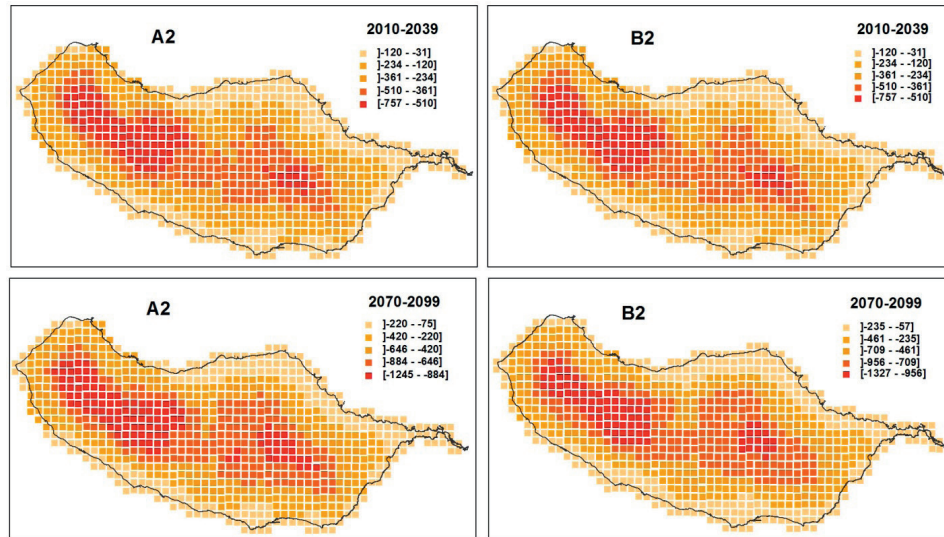 A2
2010-2039
]-120 - -31]
]-234 - -120]
]-361 - -234]
]-510 - -361]
[-757 - -510]
B2
2010-2039
]-120 - -31]
]-234 - -120]
]-361 - -234]
]-510 - -361]
[-757 - -510]
A2
2070-2099
]-220 - -75]
]-420 - -220]
]-646 - -420]
]-884 - -646]
[-1245 - -884]
B2
2070-2099
]-235 - -57]
]-461 - -235]
]-709 - -461]
]-956 - -709]
[-1327 - -956]